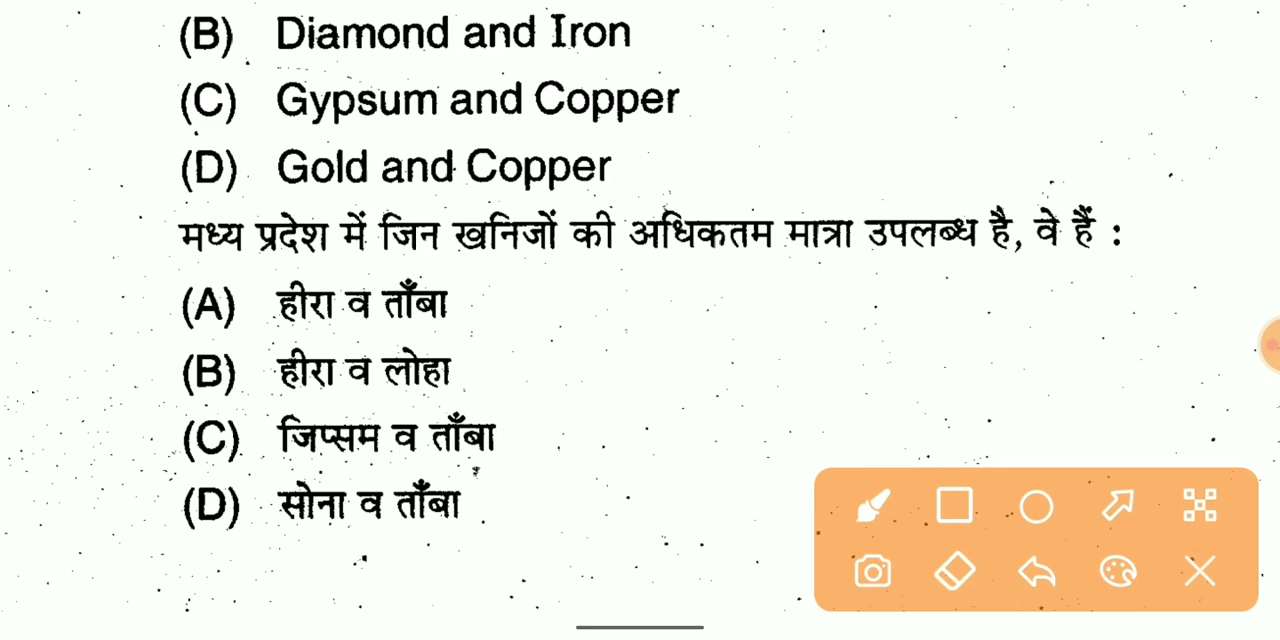 (B) Diamond and Iron
(C) Gypsum and Copper
(D) Gold and Copper
मध्य प्रदेश में जिन खनिजों की अधिकतम मात्रा उपलब्ध है, वे हैं :
(A) हीरा व ताँबा
(B) हीरा व लोहा
(C) जिप्सम व ताँबा
(D) सोना व ताँबा